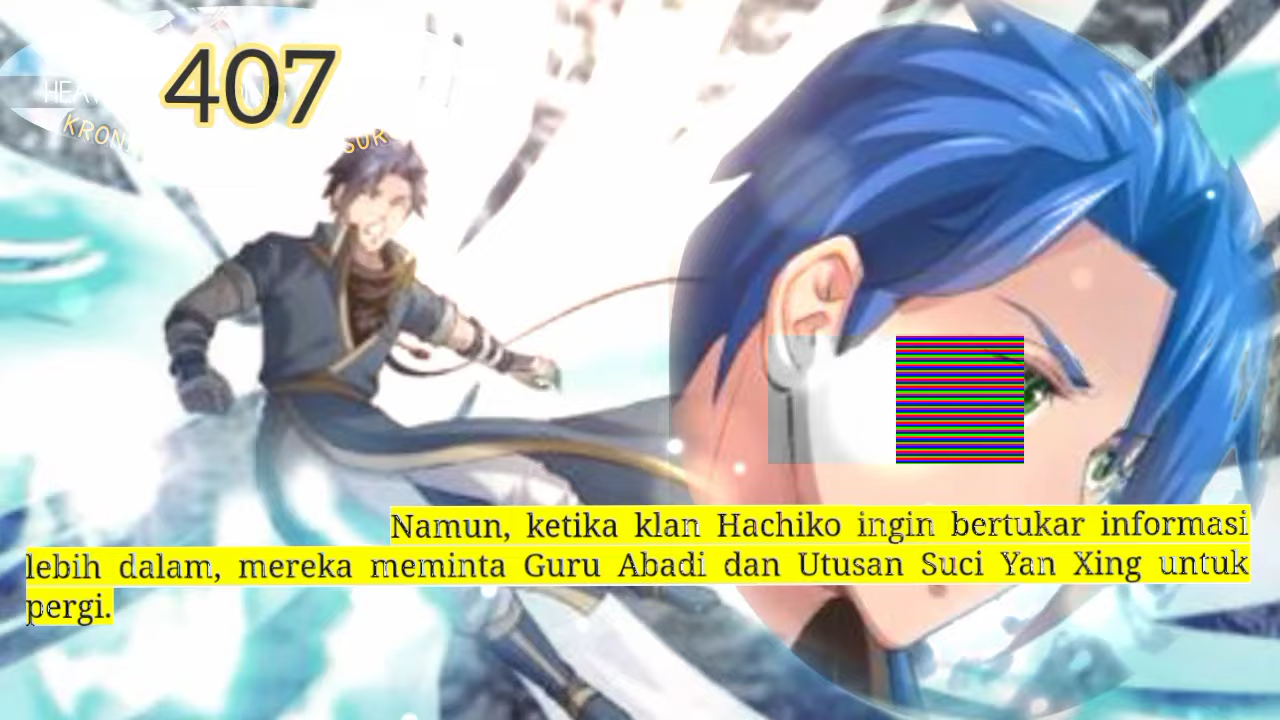 407
Namun, ketika klan Hachiko ingin bertukar informasi
lebih dalam, mereka meminta Guru Abadi dan Utusan Suci Yan Xing untuk
pergi.